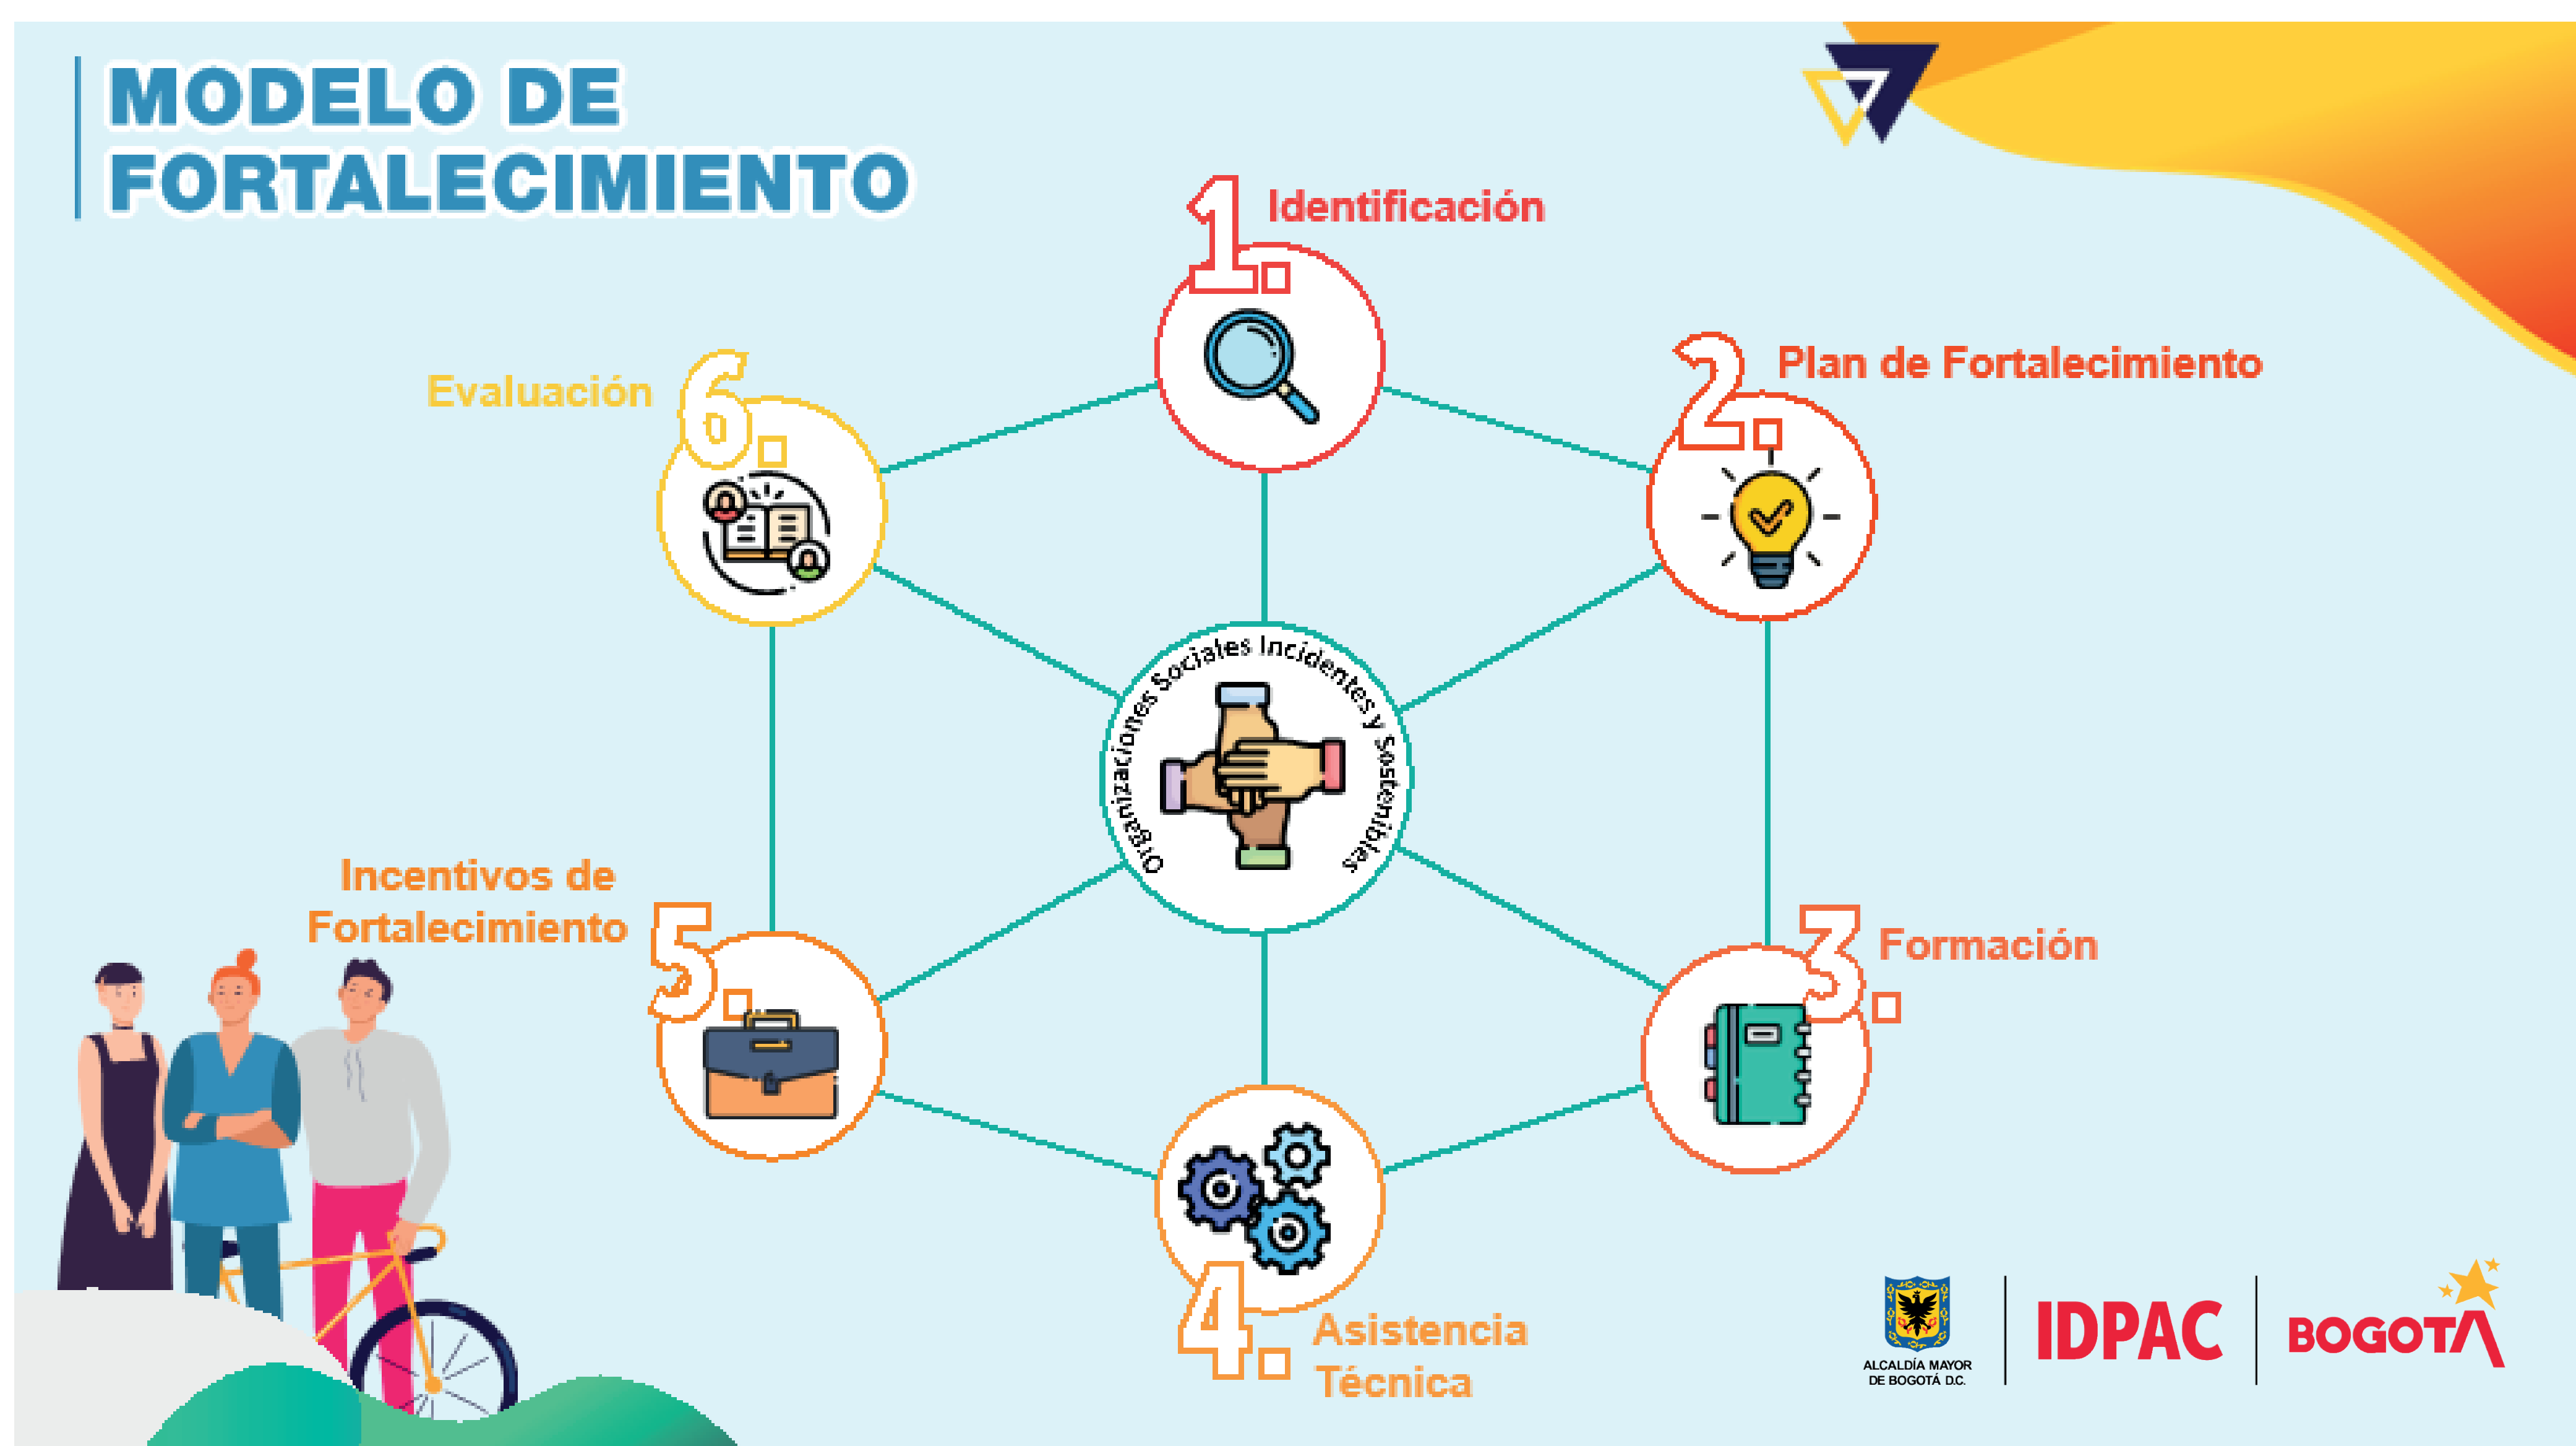 MODELO DE
FORTALECIMIENTO
1. Identificación
2. Plan de Fortalecimiento
3. Formación
4. Asistencia
Técnica
5. Incentivos de
Fortalecimiento
6. Evaluación
Organizaciones Sociales Incidentes y Sostenibles
ALCALDÍA MAYOR
DE BOGOTÁ D.C.
IDPAC
BOGOTÁ